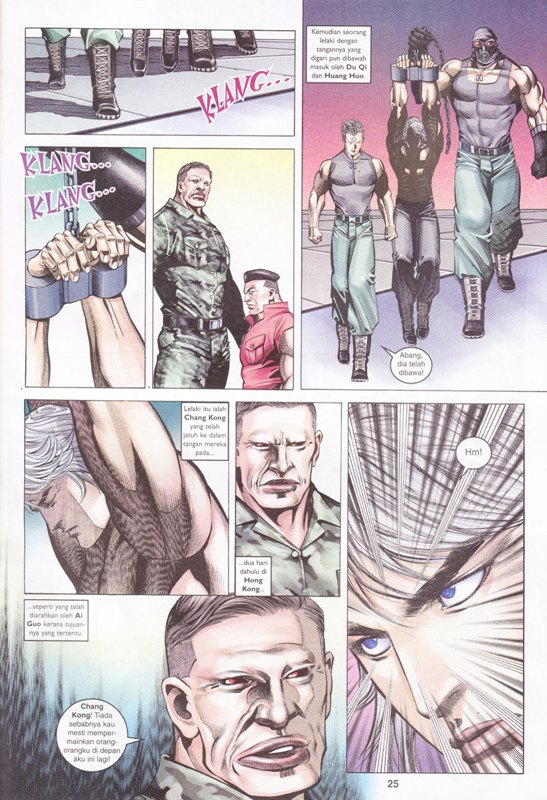 KLANG...
Kemudian seorang
lelaki dengan
tangannya yang
digari pun dibawah
masuk oleh Du Qi
dan Huang Huo.
KLANG...
KLANG...
Abang,
dia telah
dibawa!
Lelaki itu ialah
Chang Kong
yang telah
jatuh ke dalam
tangan mereka
pada...
...dua hari
dahulu di
Hong
Kong...
Hm!
...seperti yang telah
diarahkan oleh Ai
Guo kerana tujuan-
nya yang tertentu.
Chang
Kong! Tiada
sebabnya kau
mesti memper-
mainkan orang-
orangku di depan
aku ini lagi!
25